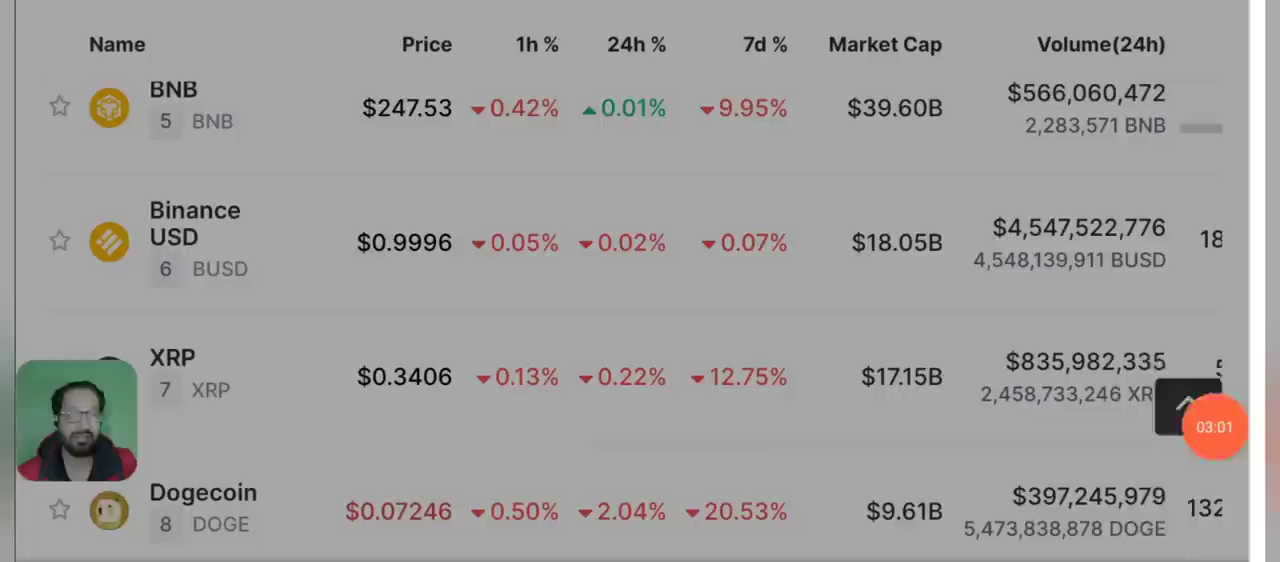 Name Price 1h % 24h % 7d % Market Cap Volume(24h)
BNB
5 BNB
$247.53 0.42% 0.01% 9.95% $39.60B $566,060,472
2,283,571 BNB
Binance
USD
6 BUSD
$0.9996 0.05% 0.02% 0.07% $18.05B $4,547,522,776
4,548,139,911 BUSD
18
XRP
7 XRP
$0.3406 0.13% 0.22% 12.75% $17.15B $835,982,335
2,458,733,246 XR
03:01
Dogecoin
8 DOGE
$0.07246 0.50% 2.04% 20.53% $9.61B $397,245,979
5,473,838,878 DOGE
132